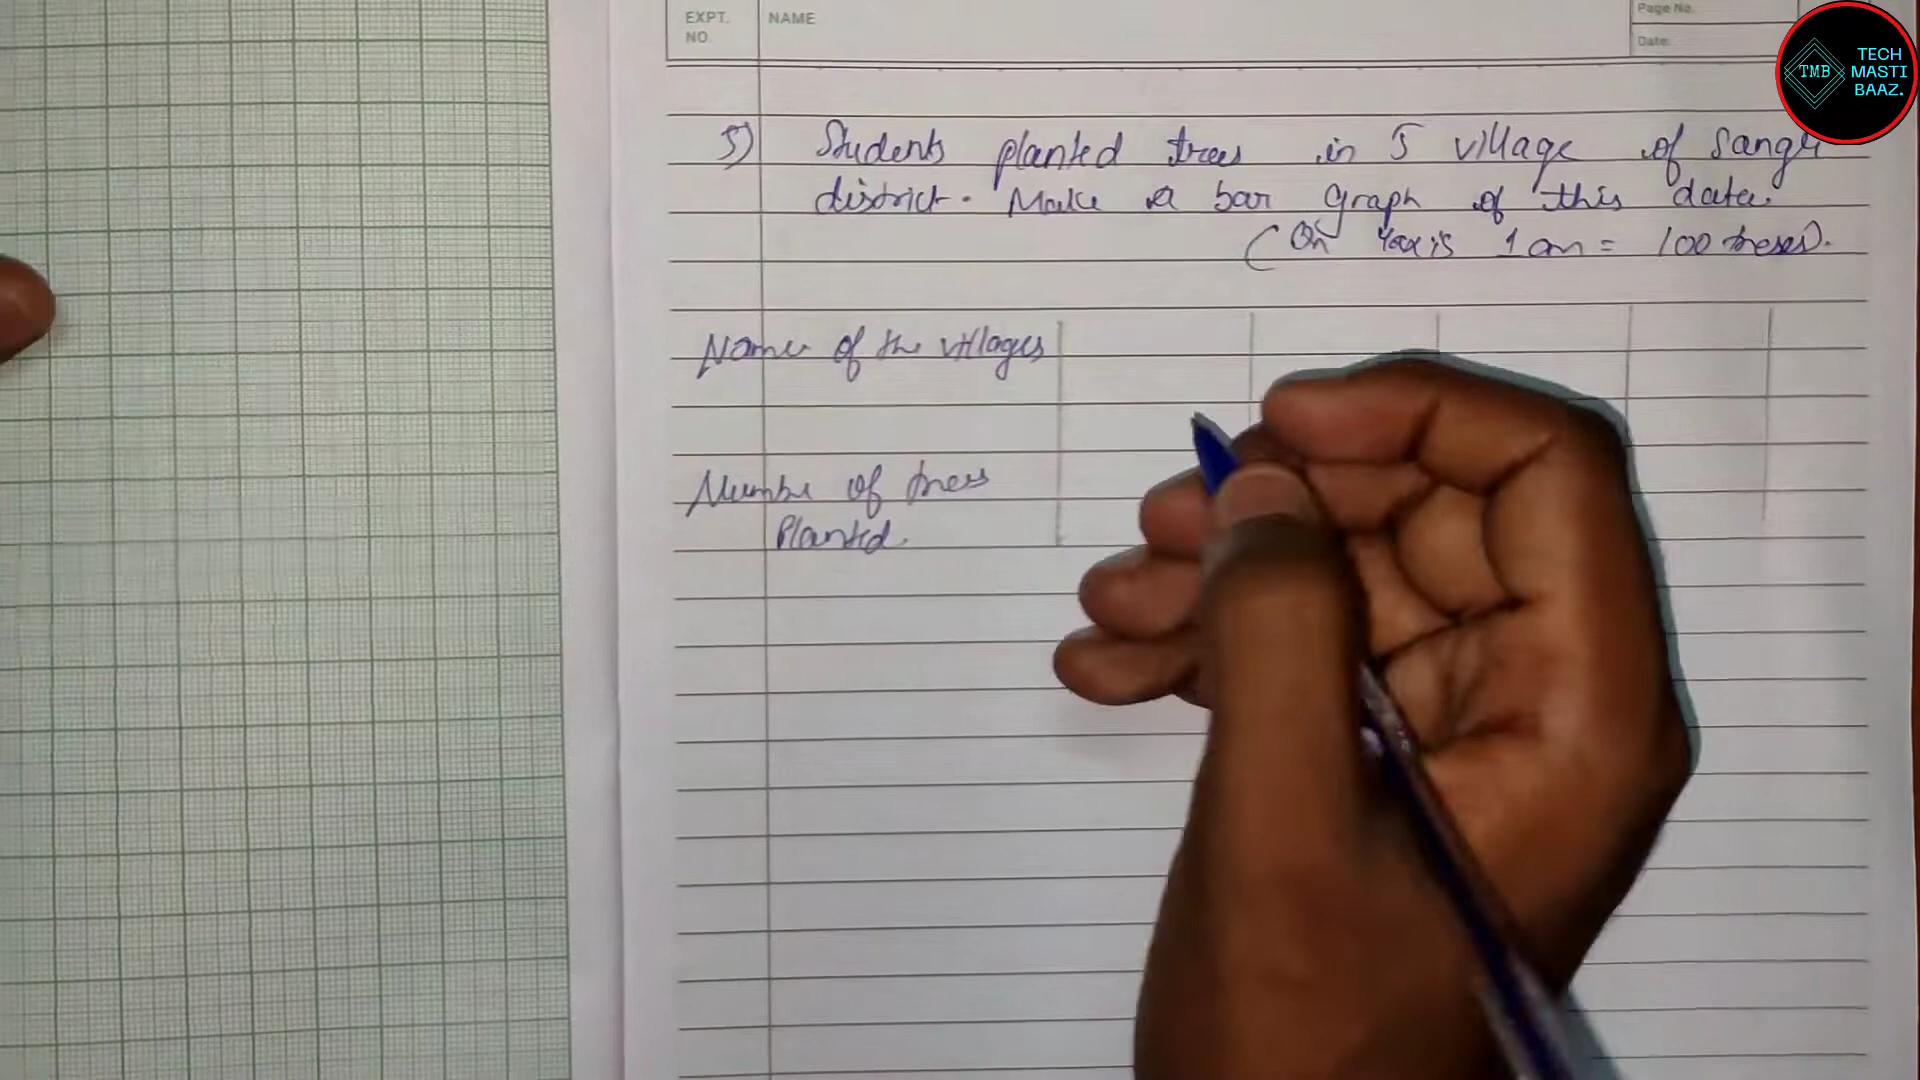 EXPT. NO.
NAME
Page No.
Date:
TMB
TECH MASTI BAAZ.
5) Students planted trees in 5 village of Sangli
district. Make a bar graph of this data.
(On Yaxis 1 cm = 100 trees).
Name of the villages
Number of trees
Planted.